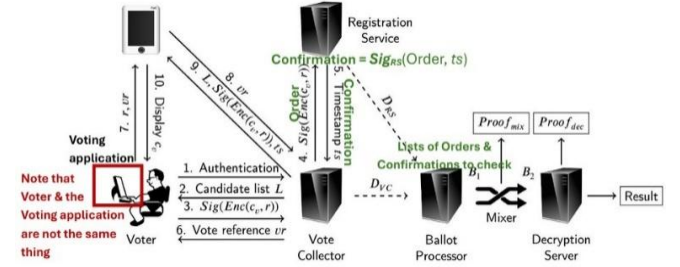 Registration
Service
Confirmation = Sig_RS(Order, ts)
8. vr
9. L, Sig(Enc(c_v, r)), ts
7. r, vr
10. Display c_v
Order
4. Sig(Enc(c_v, r))
5. Timestamp ts
Confirmation
D_RS
Proof_mix
Proof_dec
Lists of Orders &
Confirmations to check
Voting
application
Note that
Voter & the
Voting application
are not the same
thing
1. Authentication
2. Candidate list L
3. Sig(Enc(c_v, r))
6. Vote reference vr
D_VC
B_1
B_2
Result
Mixer
Voter
Vote
Collector
Ballot
Processor
Decryption
Server